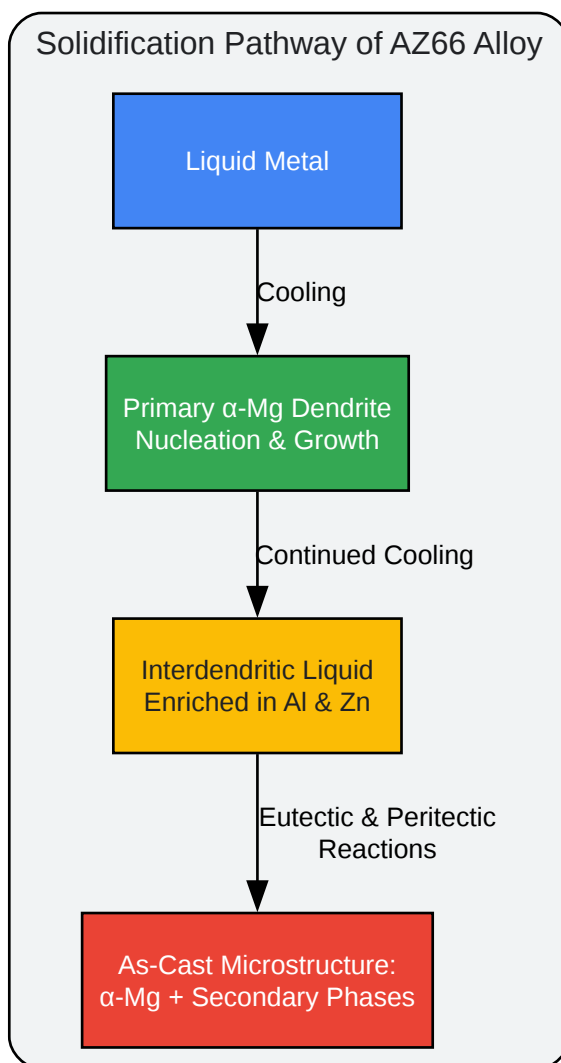 Solidification Pathway of AZ66 Alloy
Liquid Metal
Cooling
Primary α-Mg Dendrite
Nucleation & Growth
Continued Cooling
Interdendritic Liquid
Enriched in Al & Zn
Eutectic & Peritectic
Reactions
As-Cast Microstructure:
α-Mg + Secondary Phases